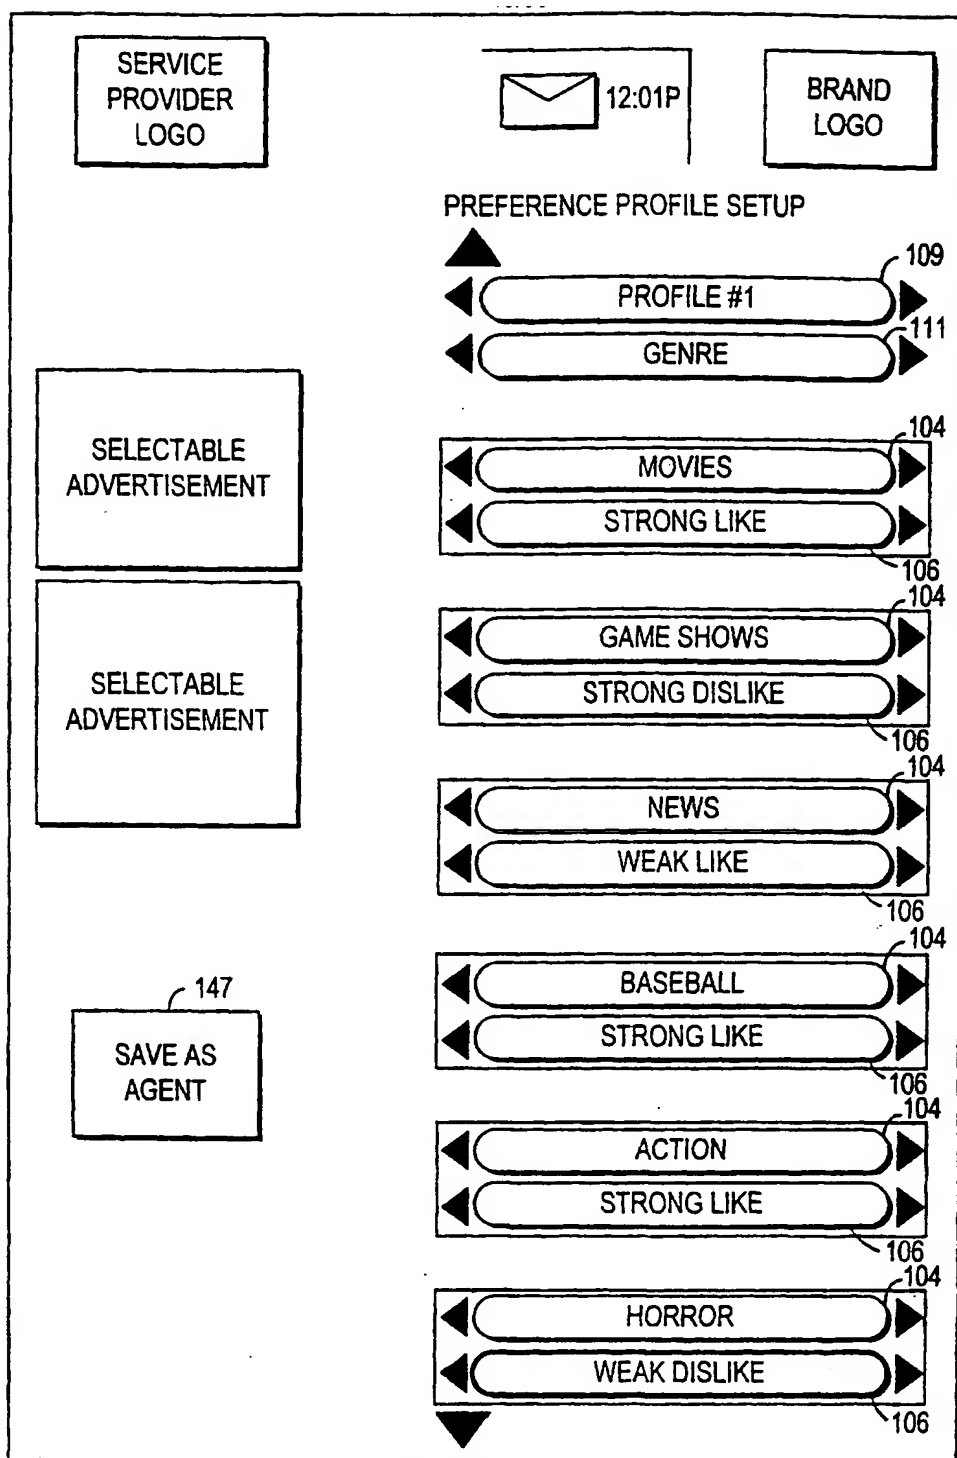 SERVICE
PROVIDER
LOGO
12:01P
BRAND
LOGO
PREFERENCE PROFILE SETUP
109
PROFILE #1
111
GENRE
SELECTABLE
ADVERTISEMENT
104
MOVIES
STRONG LIKE
106
SELECTABLE
ADVERTISEMENT
104
GAME SHOWS
STRONG DISLIKE
106
104
NEWS
WEAK LIKE
106
147
SAVE AS
AGENT
104
BASEBALL
STRONG LIKE
106
104
ACTION
STRONG LIKE
106
104
HORROR
WEAK DISLIKE
106